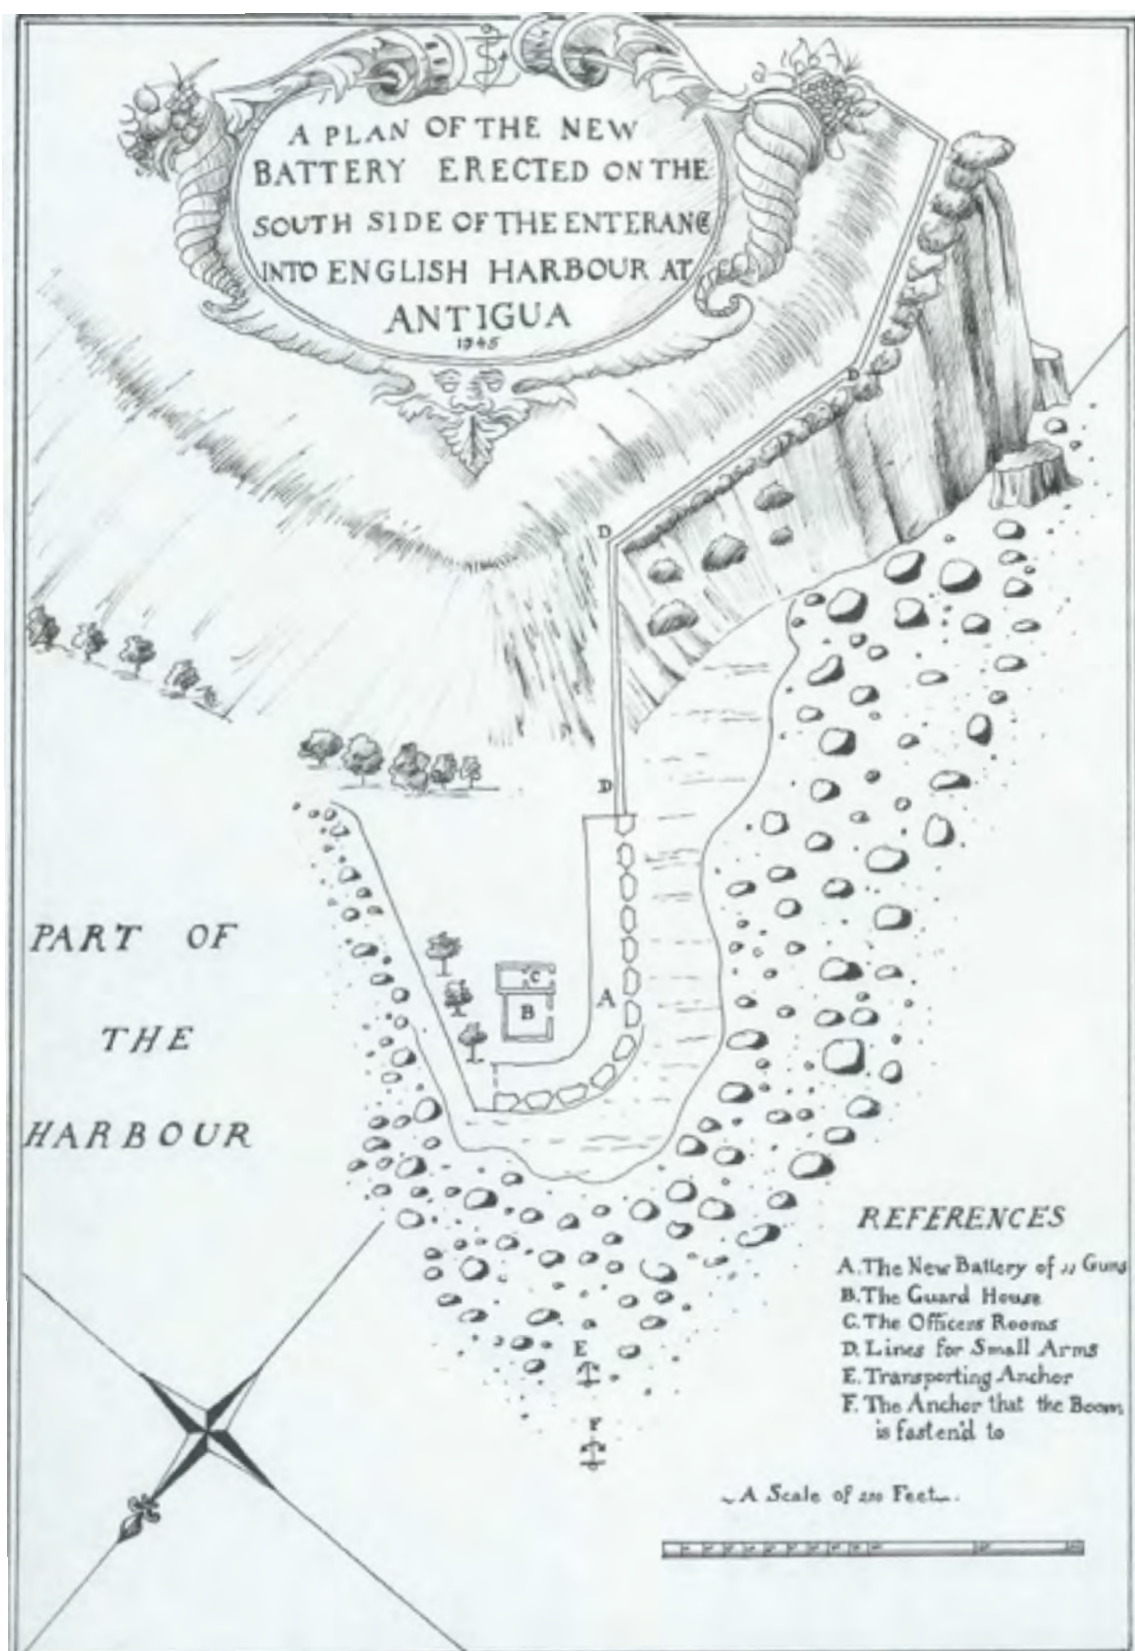 A PLAN OF THE NEW
BATTERY ERECTED ON THE
SOUTH SIDE OF THE ENTERANCE
INTO ENGLISH HARBOUR AT
ANTIGUA
1745
D
D
D
PART OF
THE
HARBOUR
C
B
A
E
F
REFERENCES
A. The New Battery of 11 Guns
B. The Guard House
C. The Officers Rooms
D. Lines for Small Arms
E. Transporting Anchor
F. The Anchor that the Boom
is fasten'd to
A Scale of 200 Feet